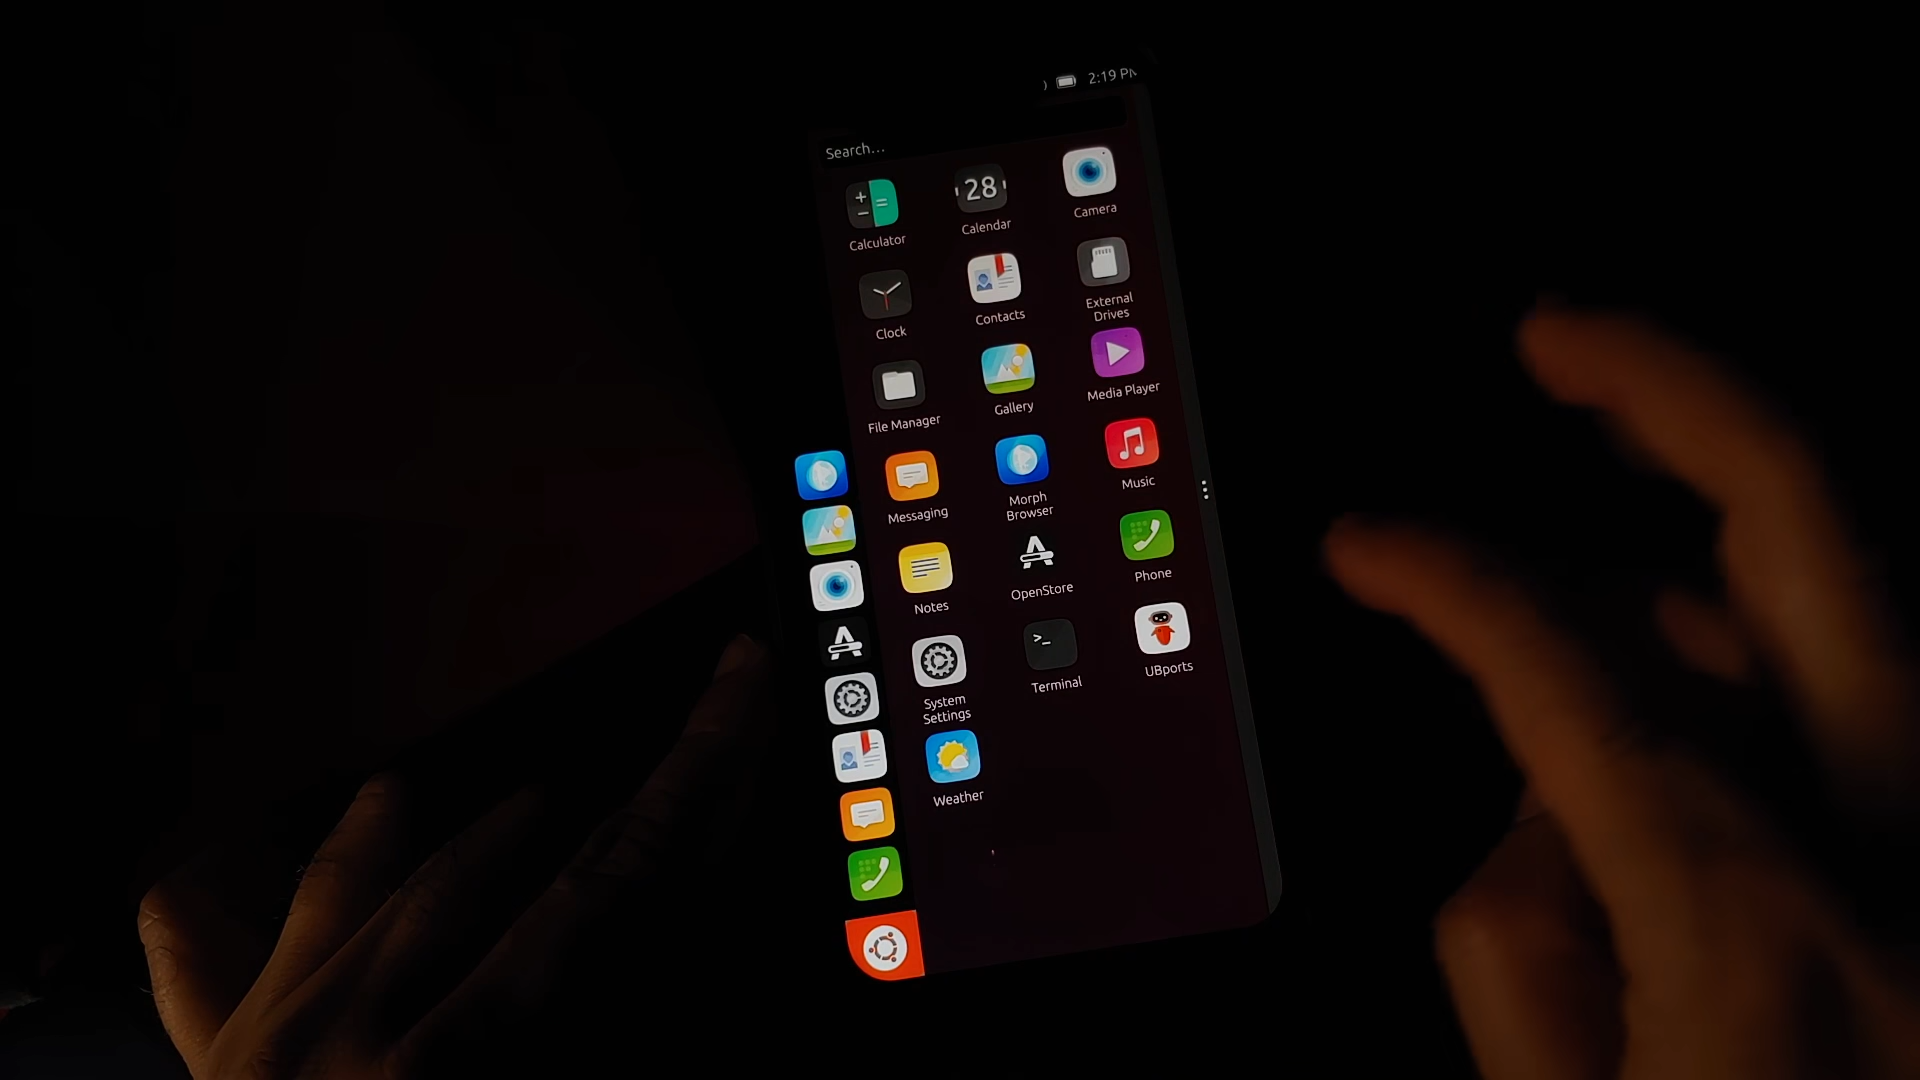 2:19 PM
Search...
Calculator
28
Calendar
Camera
Clock
Contacts
External
Drives
File Manager
Gallery
Media Player
Messaging
Morph
Browser
Music
Notes
OpenStore
Phone
System
Settings
>_
Terminal
UBports
Weather